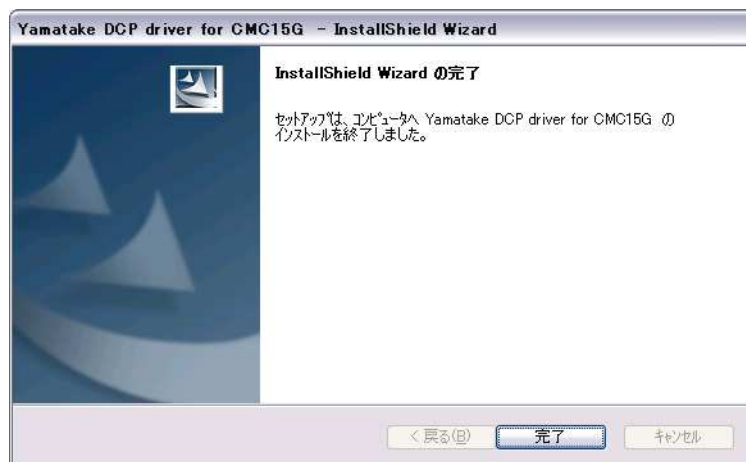 Yamatake DCP driver for CMC15G - InstallShield Wizard
InstallShield Wizard の完了
セットアップは、コンピュータへ Yamatake DCP driver for CMC15G の
インストールを終了しました。
< 戻る(B)
完了
キャンセル